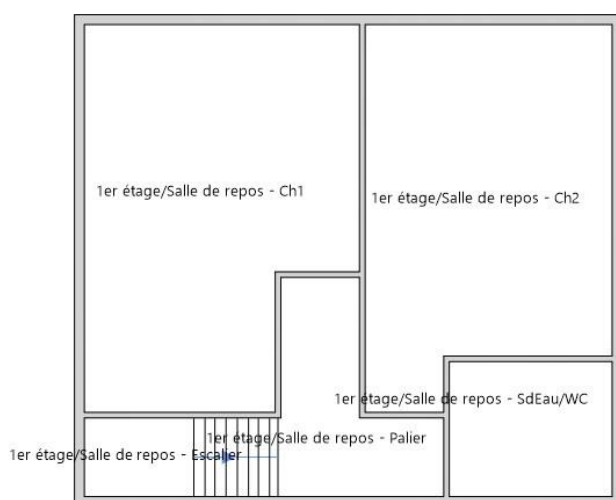 1er étage/Salle de repos - Ch1
1er étage/Salle de repos - Ch2
1er étage/Salle de repos - SdEau/WC
1er étage/Salle de repos - Palier
1er étage/Salle de repos - Escalier